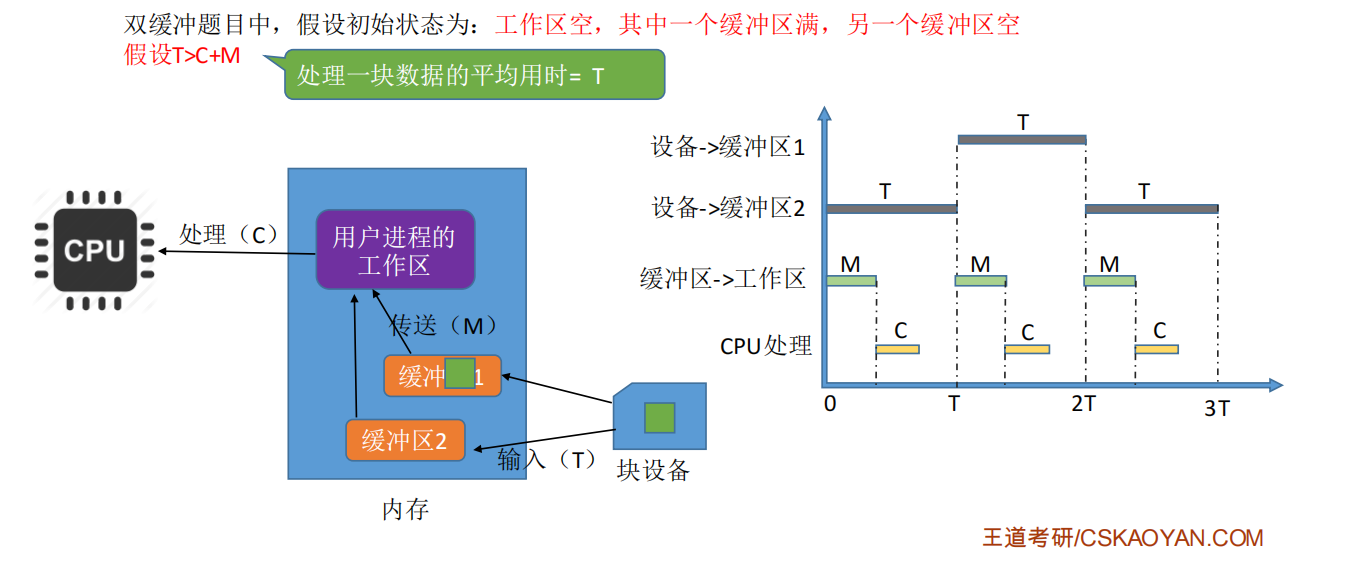 双缓冲题目中，假设初始状态为：工作区空，其中一个缓冲区满，另一个缓冲区空
假设T>C+M
处理一块数据的平均用时= T
CPU
处理（C）
用户进程的
工作区
传送（M）
缓冲 1
缓冲区2
输入（T）
块设备
内存
设备->缓冲区1
T
设备->缓冲区2
T
T
缓冲区->工作区
M
M
M
CPU处理
C
C
C
0
T
2T
3T
王道考研/CSKAOYAN.COM